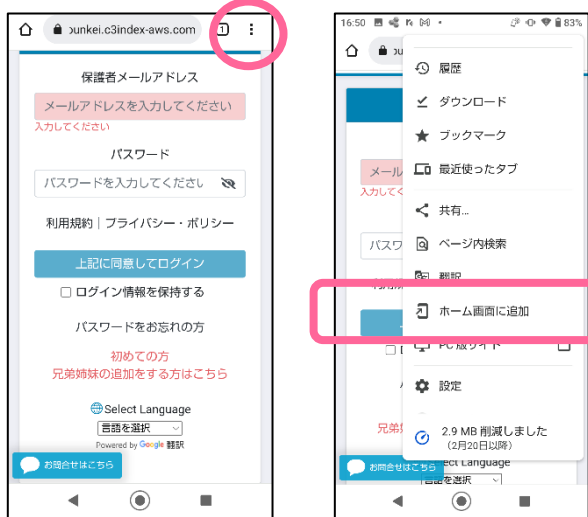 ounkei.c3index-aws.com
1
保護者メールアドレス
メールアドレスを入力してください
入力してください
パスワード
パスワードを入力してくださ
利用規約|プライバシー・ポリシー
上記に同意してログイン
ログイン情報を保持する
パスワードをお忘れの方
初めての方
兄弟姉妹の追加をする方はこちら
Select Language
言語を選択
Powered by Google 翻訳
お問合せはこちら
16:50
83%
履歴
ダウンロード
ブックマーク
最近使ったタブ
共有...
ページ内検索
翻訳
ホーム画面に追加
PC 版サイト
設定
2.9 MB 削減しました
(2月20日以降)
メール
入力して
パスワ
兄弟
ect Language
言語を選択
お問合せはこちら